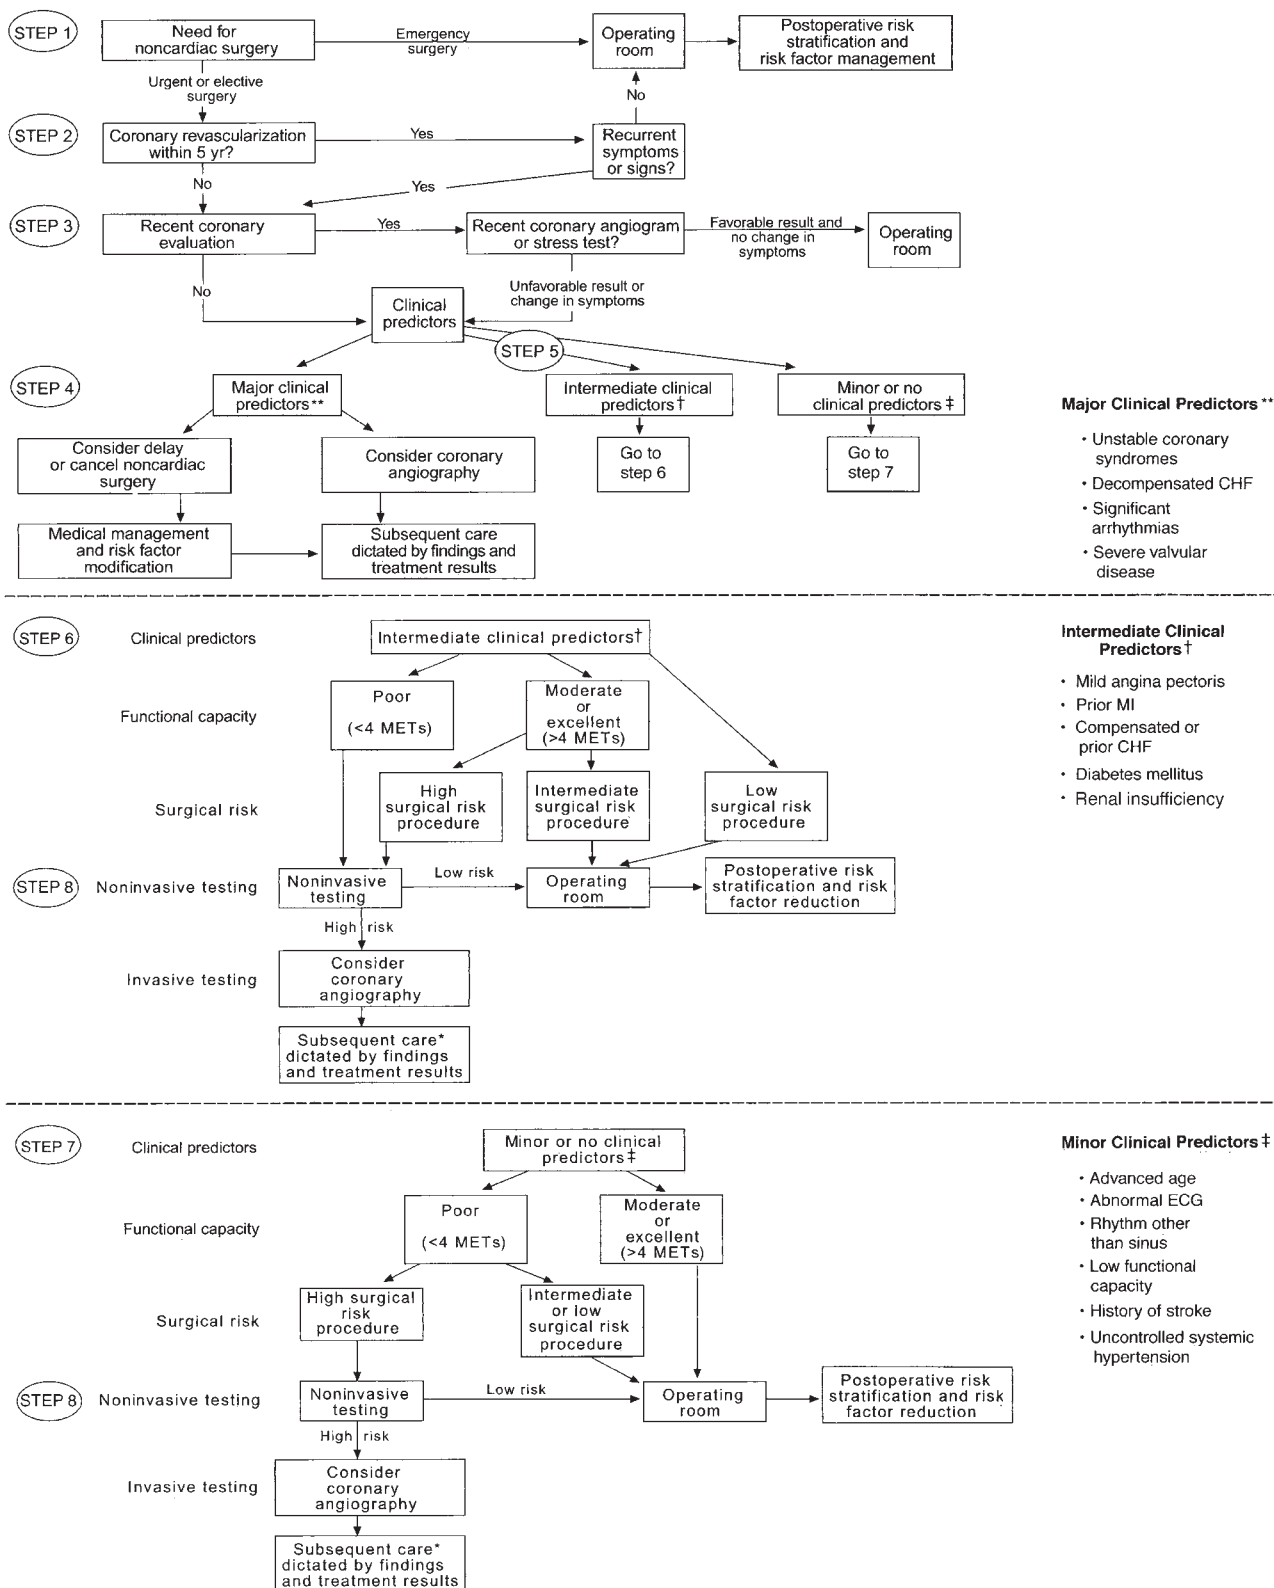 STEP 1
Need for
noncardiac surgery
Emergency
surgery
Operating
room
Postoperative risk
stratification and
risk factor management
Urgent or elective
surgery
No
STEP 2
Coronary revascularization
within 5 yr?
Yes
Recurrent
symptoms
or signs?
No
Yes
STEP 3
Recent coronary
evaluation
Yes
Recent coronary angiogram
or stress test?
Favorable result and
no change in
symptoms
Operating
room
No
Unfavorable result or
change in symptoms
Clinical
predictors
STEP 5
STEP 4
Major clinical
predictors**
Intermediate clinical
predictors†
Minor or no
clinical predictors‡
Consider delay
or cancel noncardiac
surgery
Consider coronary
angiography
Go to
step 6
Go to
step 7
Medical management
and risk factor
modification
Subsequent care
dictated by findings and
treatment results
Major Clinical Predictors**
• Unstable coronary
syndromes
• Decompensated CHF
• Significant
arrhythmias
• Severe valvular
disease
STEP 6
Clinical predictors
Intermediate clinical predictors†
Functional capacity
Poor
(<4 METs)
Moderate
or
excellent
(>4 METs)
Surgical risk
High
surgical risk
procedure
Intermediate
surgical risk
procedure
Low
surgical risk
procedure
STEP 8
Noninvasive testing
Noninvasive
testing
Low risk
Operating
room
Postoperative risk
stratification and risk
factor reduction
High risk
Invasive testing
Consider
coronary
angiography
Subsequent care*
dictated by findings
and treatment results
Intermediate Clinical
Predictors†
• Mild angina pectoris
• Prior MI
• Compensated or
prior CHF
• Diabetes mellitus
• Renal insufficiency
STEP 7
Clinical predictors
Minor or no clinical
predictors‡
Functional capacity
Poor
(<4 METs)
Moderate
or
excellent
(>4 METs)
Surgical risk
High surgical
risk
procedure
Intermediate
or low
surgical risk
procedure
STEP 8
Noninvasive testing
Noninvasive
testing
Low risk
Operating
room
Postoperative risk
stratification and risk
factor reduction
High risk
Invasive testing
Consider
coronary
angiography
Subsequent care*
dictated by findings
and treatment results
Minor Clinical Predictors‡
• Advanced age
• Abnormal ECG
• Rhythm other
than sinus
• Low functional
capacity
• History of stroke
• Uncontrolled systemic
hypertension